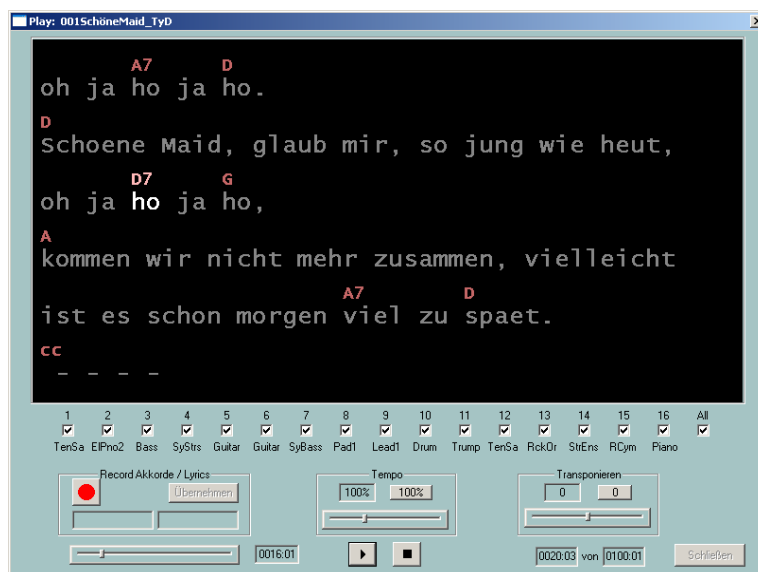 Play: 001SchöneMaid_TyD
A7 D
oh ja ho ja ho.
D
Schoene Maid, glaub mir, so jung wie heut,
D7 G
oh ja ho ja ho,
A
kommen wir nicht mehr zusammen, vielleicht
A7 D
ist es schon morgen viel zu spaet.
cc
_ _ _ _
1 2 3 4 5 6 7 8 9 10 11 12 13 14 15 16 All
TenSa ElPno2 Bass SyStrs Guitar Guitar SyBass Pad1 Lead1 Drum Trump TenSa RckOr StrEns RCym Piano
Record Akkorde / Lyrics Tempo Transponieren
Übernehmen 100% 100% 0 0
0016:01 0020:03 von 0100:01 Schließen